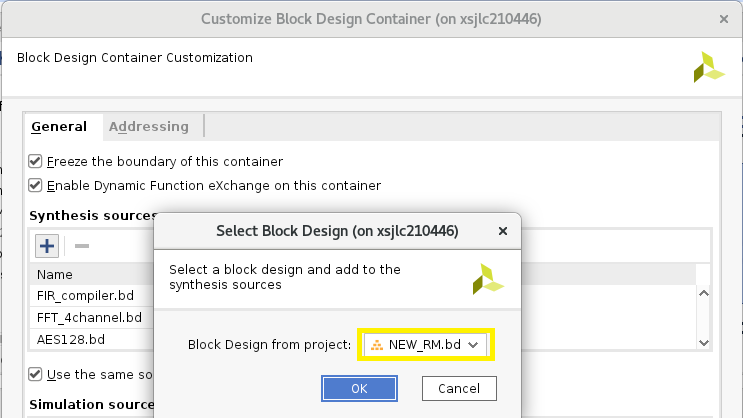 Customize Block Design Container (on xsjlc210446)
Block Design Container Customization
General Addressing
Freeze the boundary of this container
Enable Dynamic Function eXchange on this container
Synthesis sources
Select Block Design (on xsjlc210446)
Select a block design and add to the
synthesis sources
Name
FIR_compiler.bd
FFT_4channel.bd
AES128.bd
Block Design from project: NEW_RM.bd
Use the same so
OK Cancel
Simulation source